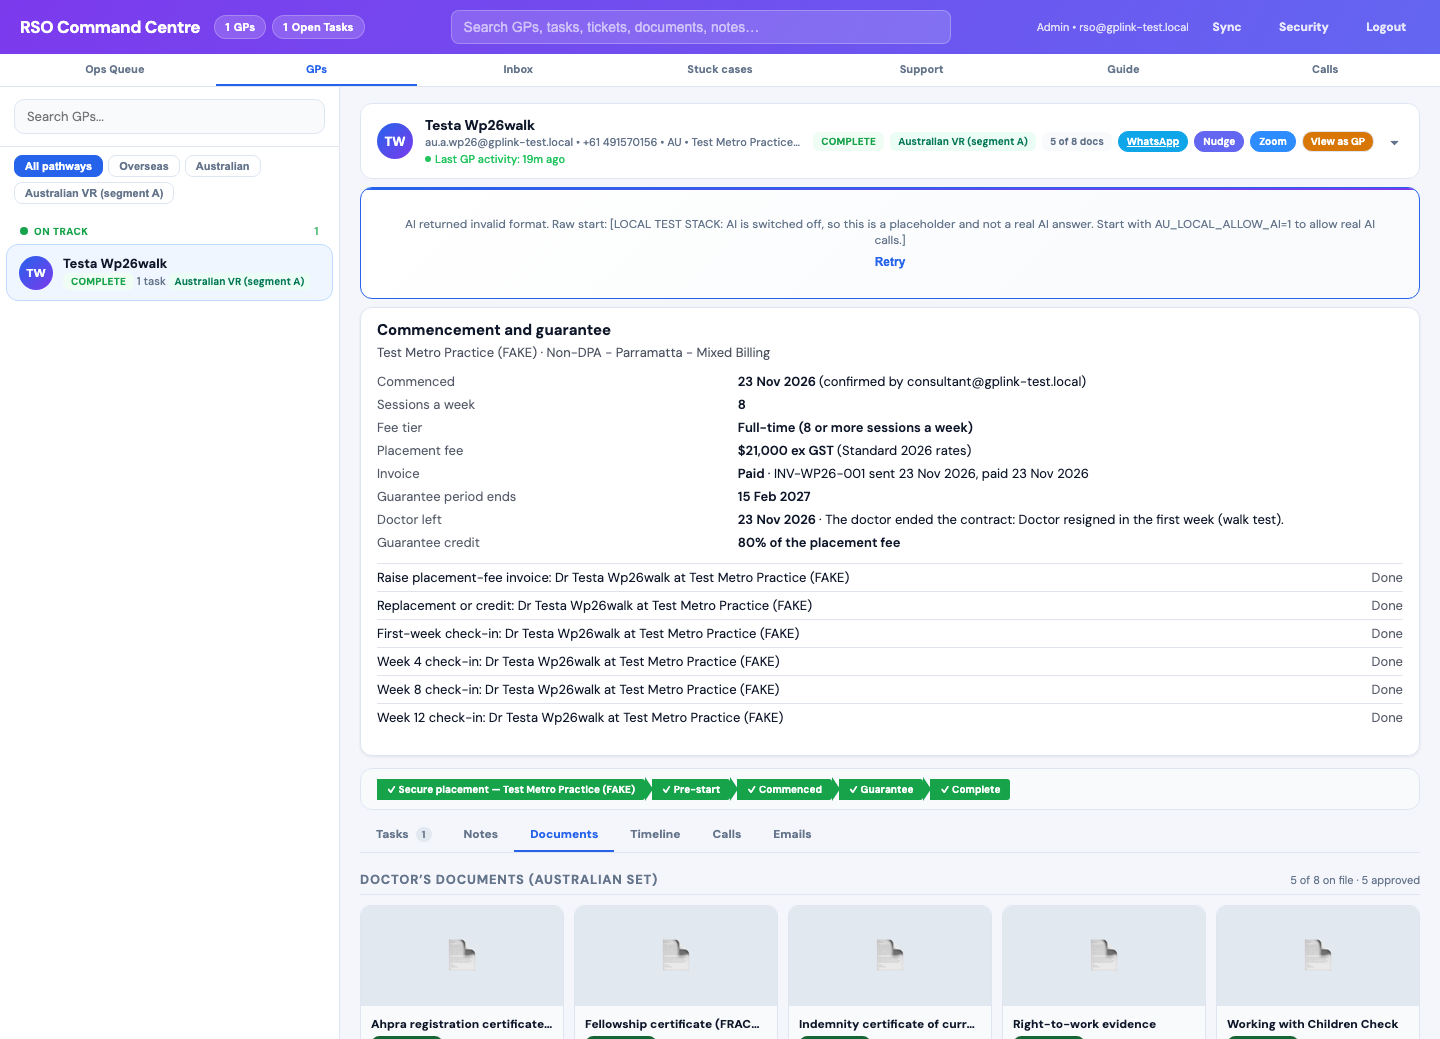 RSO Command Centre
1 GPs
1 Open Tasks
Search GPs, tasks, tickets, documents, notes...
Admin • rso@gplink-test.local
Sync
Security
Logout
Ops Queue
GPs
Inbox
Stuck cases
Support
Guide
Calls
Search GPs...
All pathways
Overseas
Australian
Australian VR (segment A)
ON TRACK
1
TW
Testa Wp26walk
COMPLETE
1 task
Australian VR (segment A)
TW
Testa Wp26walk
au.a.wp26@gplink-test.local • +61 491570156 • AU • Test Metro Practice...
Last GP activity: 19m ago
COMPLETE
Australian VR (segment A)
5 of 8 docs
WhatsApp
Nudge
Zoom
View as GP
AI returned invalid format. Raw start: [LOCAL TEST STACK: AI is switched off, so this is a placeholder and not a real AI answer. Start with AU_LOCAL_ALLOW_AI=1 to allow real AI
calls.]
Retry
Commencement and guarantee
Test Metro Practice (FAKE) · Non-DPA - Parramatta - Mixed Billing
Commenced 23 Nov 2026 (confirmed by consultant@gplink-test.local)
Sessions a week 8
Fee tier Full-time (8 or more sessions a week)
Placement fee $21,000 ex GST (Standard 2026 rates)
Invoice Paid · INV-WP26-001 sent 23 Nov 2026, paid 23 Nov 2026
Guarantee period ends 15 Feb 2027
Doctor left 23 Nov 2026 · The doctor ended the contract: Doctor resigned in the first week (walk test).
Guarantee credit 80% of the placement fee
Raise placement-fee invoice: Dr Testa Wp26walk at Test Metro Practice (FAKE) Done
Replacement or credit: Dr Testa Wp26walk at Test Metro Practice (FAKE) Done
First-week check-in: Dr Testa Wp26walk at Test Metro Practice (FAKE) Done
Week 4 check-in: Dr Testa Wp26walk at Test Metro Practice (FAKE) Done
Week 8 check-in: Dr Testa Wp26walk at Test Metro Practice (FAKE) Done
Week 12 check-in: Dr Testa Wp26walk at Test Metro Practice (FAKE) Done
✓ Secure placement — Test Metro Practice (FAKE)
✓ Pre-start
✓ Commenced
✓ Guarantee
✓ Complete
Tasks 1
Notes
Documents
Timeline
Calls
Emails
DOCTOR'S DOCUMENTS (AUSTRALIAN SET)
5 of 8 on file · 5 approved
Ahpra registration certificate...
Fellowship certificate (FRAC...
Indemnity certificate of curr...
Right-to-work evidence
Working with Children Check